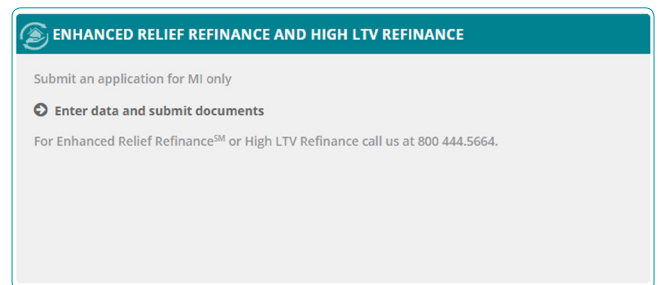 ENHANCED RELIEF REFINANCE AND HIGH LTV REFINANCE
Submit an application for MI only
Enter data and submit documents
For Enhanced Relief Refinance℠ or High LTV Refinance call us at 800 444.5664.